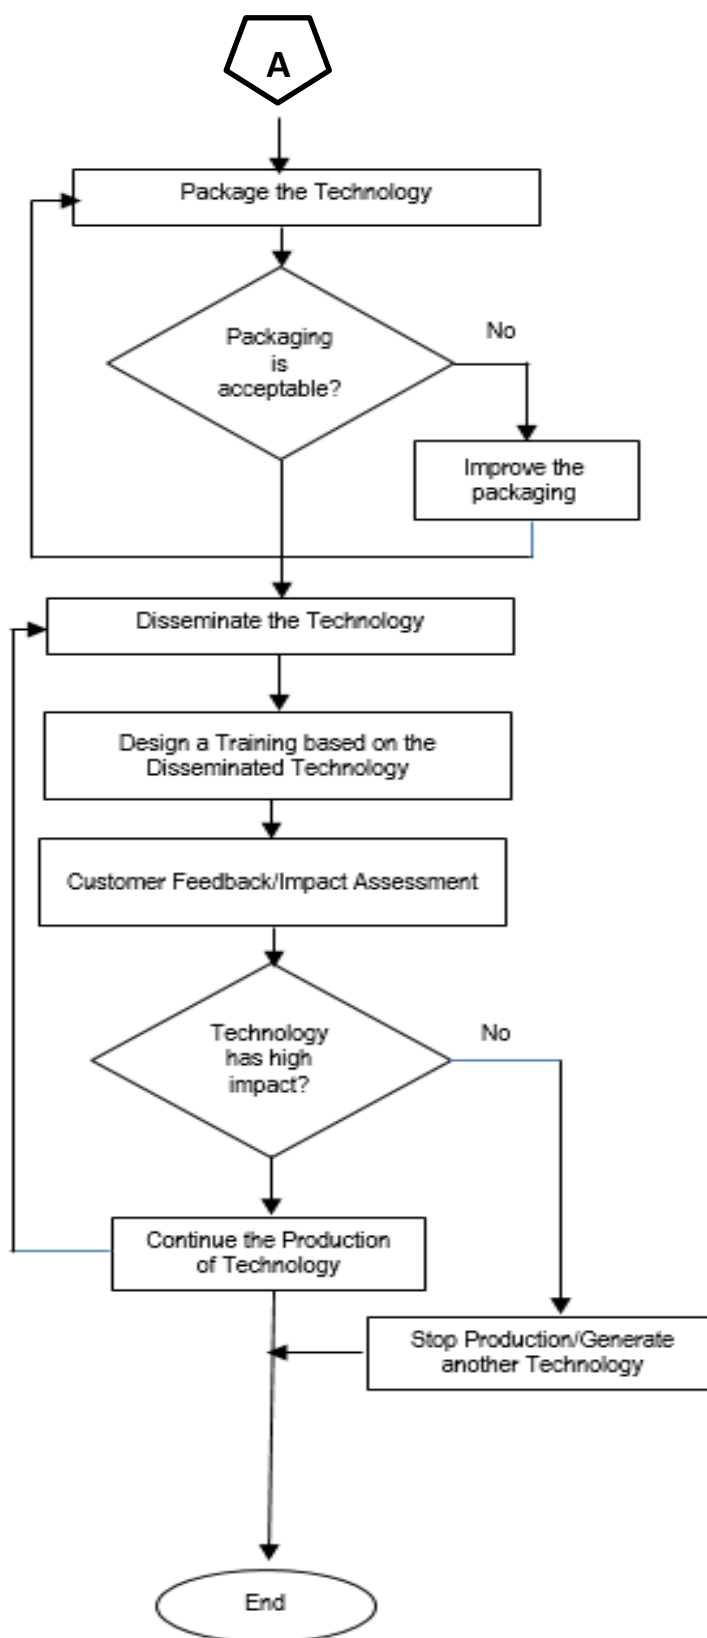 A
Package the Technology
Packaging
is
acceptable?
No
Improve the
packaging
Disseminate the Technology
Design a Training based on the
Disseminated Technology
Customer Feedback/Impact Assessment
Technology
has high
impact?
No
Continue the Production
of Technology
Stop Production/Generate
another Technology
End